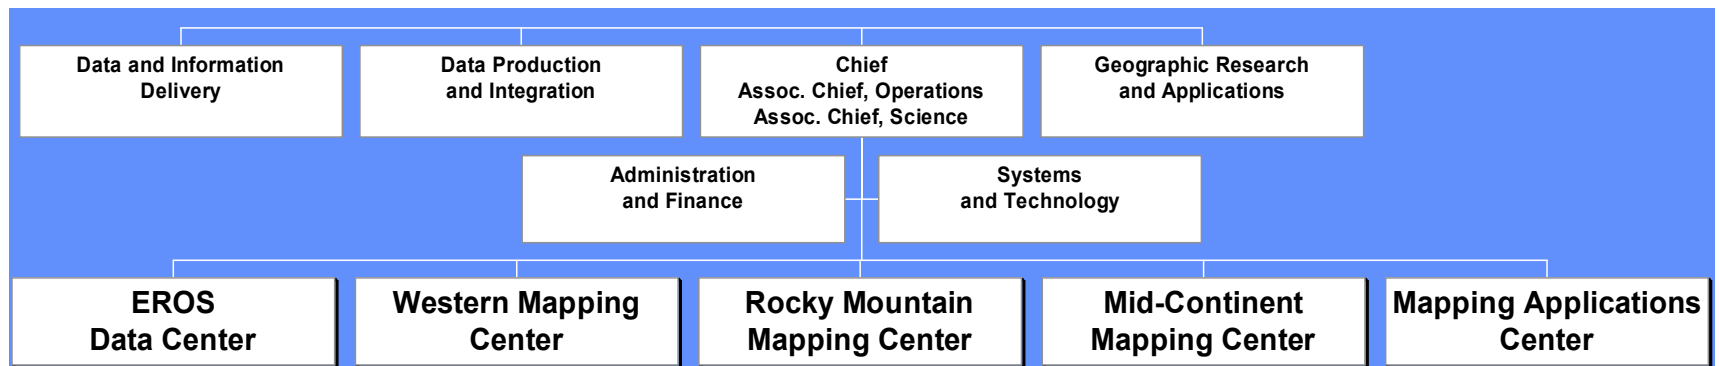 Data and Information
Delivery
Data Production
and Integration
Chief
Assoc. Chief, Operations
Assoc. Chief, Science
Geographic Research
and Applications
Administration
and Finance
Systems
and Technology
EROS
Data Center
Western Mapping
Center
Rocky Mountain
Mapping Center
Mid-Continent
Mapping Center
Mapping Applications
Center